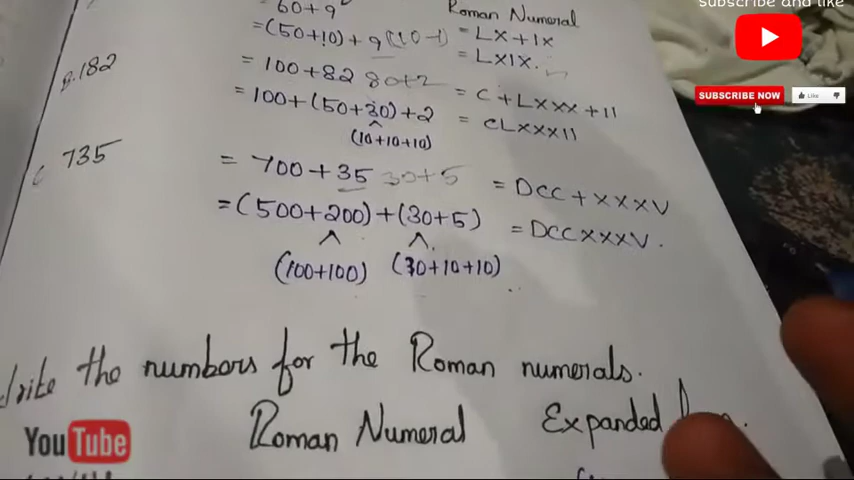 60+9
Roman Numeral
=(50+10)+9(10-1)
= LX+IX
= LXIX.
B.182
= 100+82 80+2
= C+LXXX+II
= 100+(50+30)+2
= CLXXXII
(10+10+10)
C 735
= 700+35 30+5
= DCC+XXXV
=(500+200)+(30+5)
= DCCXXXV.
(100+100) (30+10+10)
Write the numbers for the Roman numerals.
Roman Numeral
Expanded
YouTube
Subscribe and like
SUBSCRIBE NOW
Like